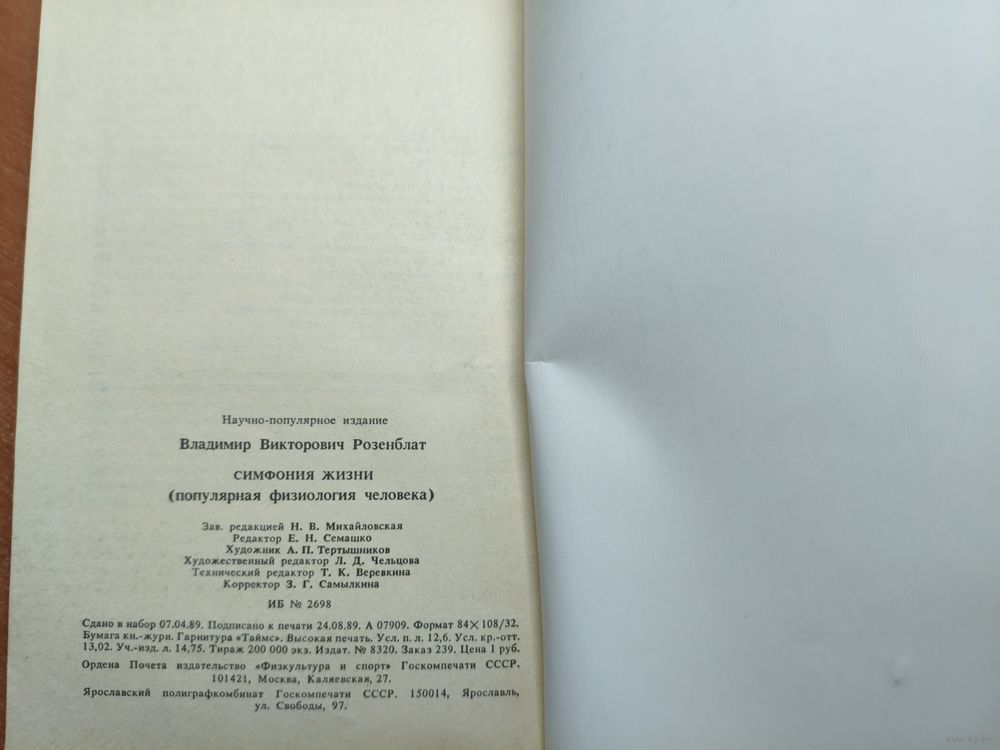 Научно-популярное издание
Владимир Викторович Розенблат
СИМФОНИЯ ЖИЗНИ
(популярная физиология человека)
Зав. редакцией Н. В. Михайловская
Редактор Е. Н. Семашко
Художник А. П. Тертышников
Художественный редактор Л. Д. Чельцова
Технический редактор Т. К. Веревкина
Корректор З. Г. Самылкина
ИБ № 2698
Сдано в набор 07.04.89. Подписано к печати 24.08.89. А 07909. Формат 84×108/32.
Бумага кн.-журн. Гарнитура «Таймс». Высокая печать. Усл. п. л. 12,6. Усл. кр.-отт.
13,02. Уч.-изд. л. 14,75. Тираж 200 000 экз. Издат. № 8320. Заказ 239. Цена 1 руб.
Ордена Почета издательство «Физкультура и спорт» Госкомпечати СССР.
101421, Москва, Каляевская, 27.
Ярославский полиграфкомбинат Госкомпечати СССР. 150014, Ярославль,
ул. Свободы, 97.
www.ay.by